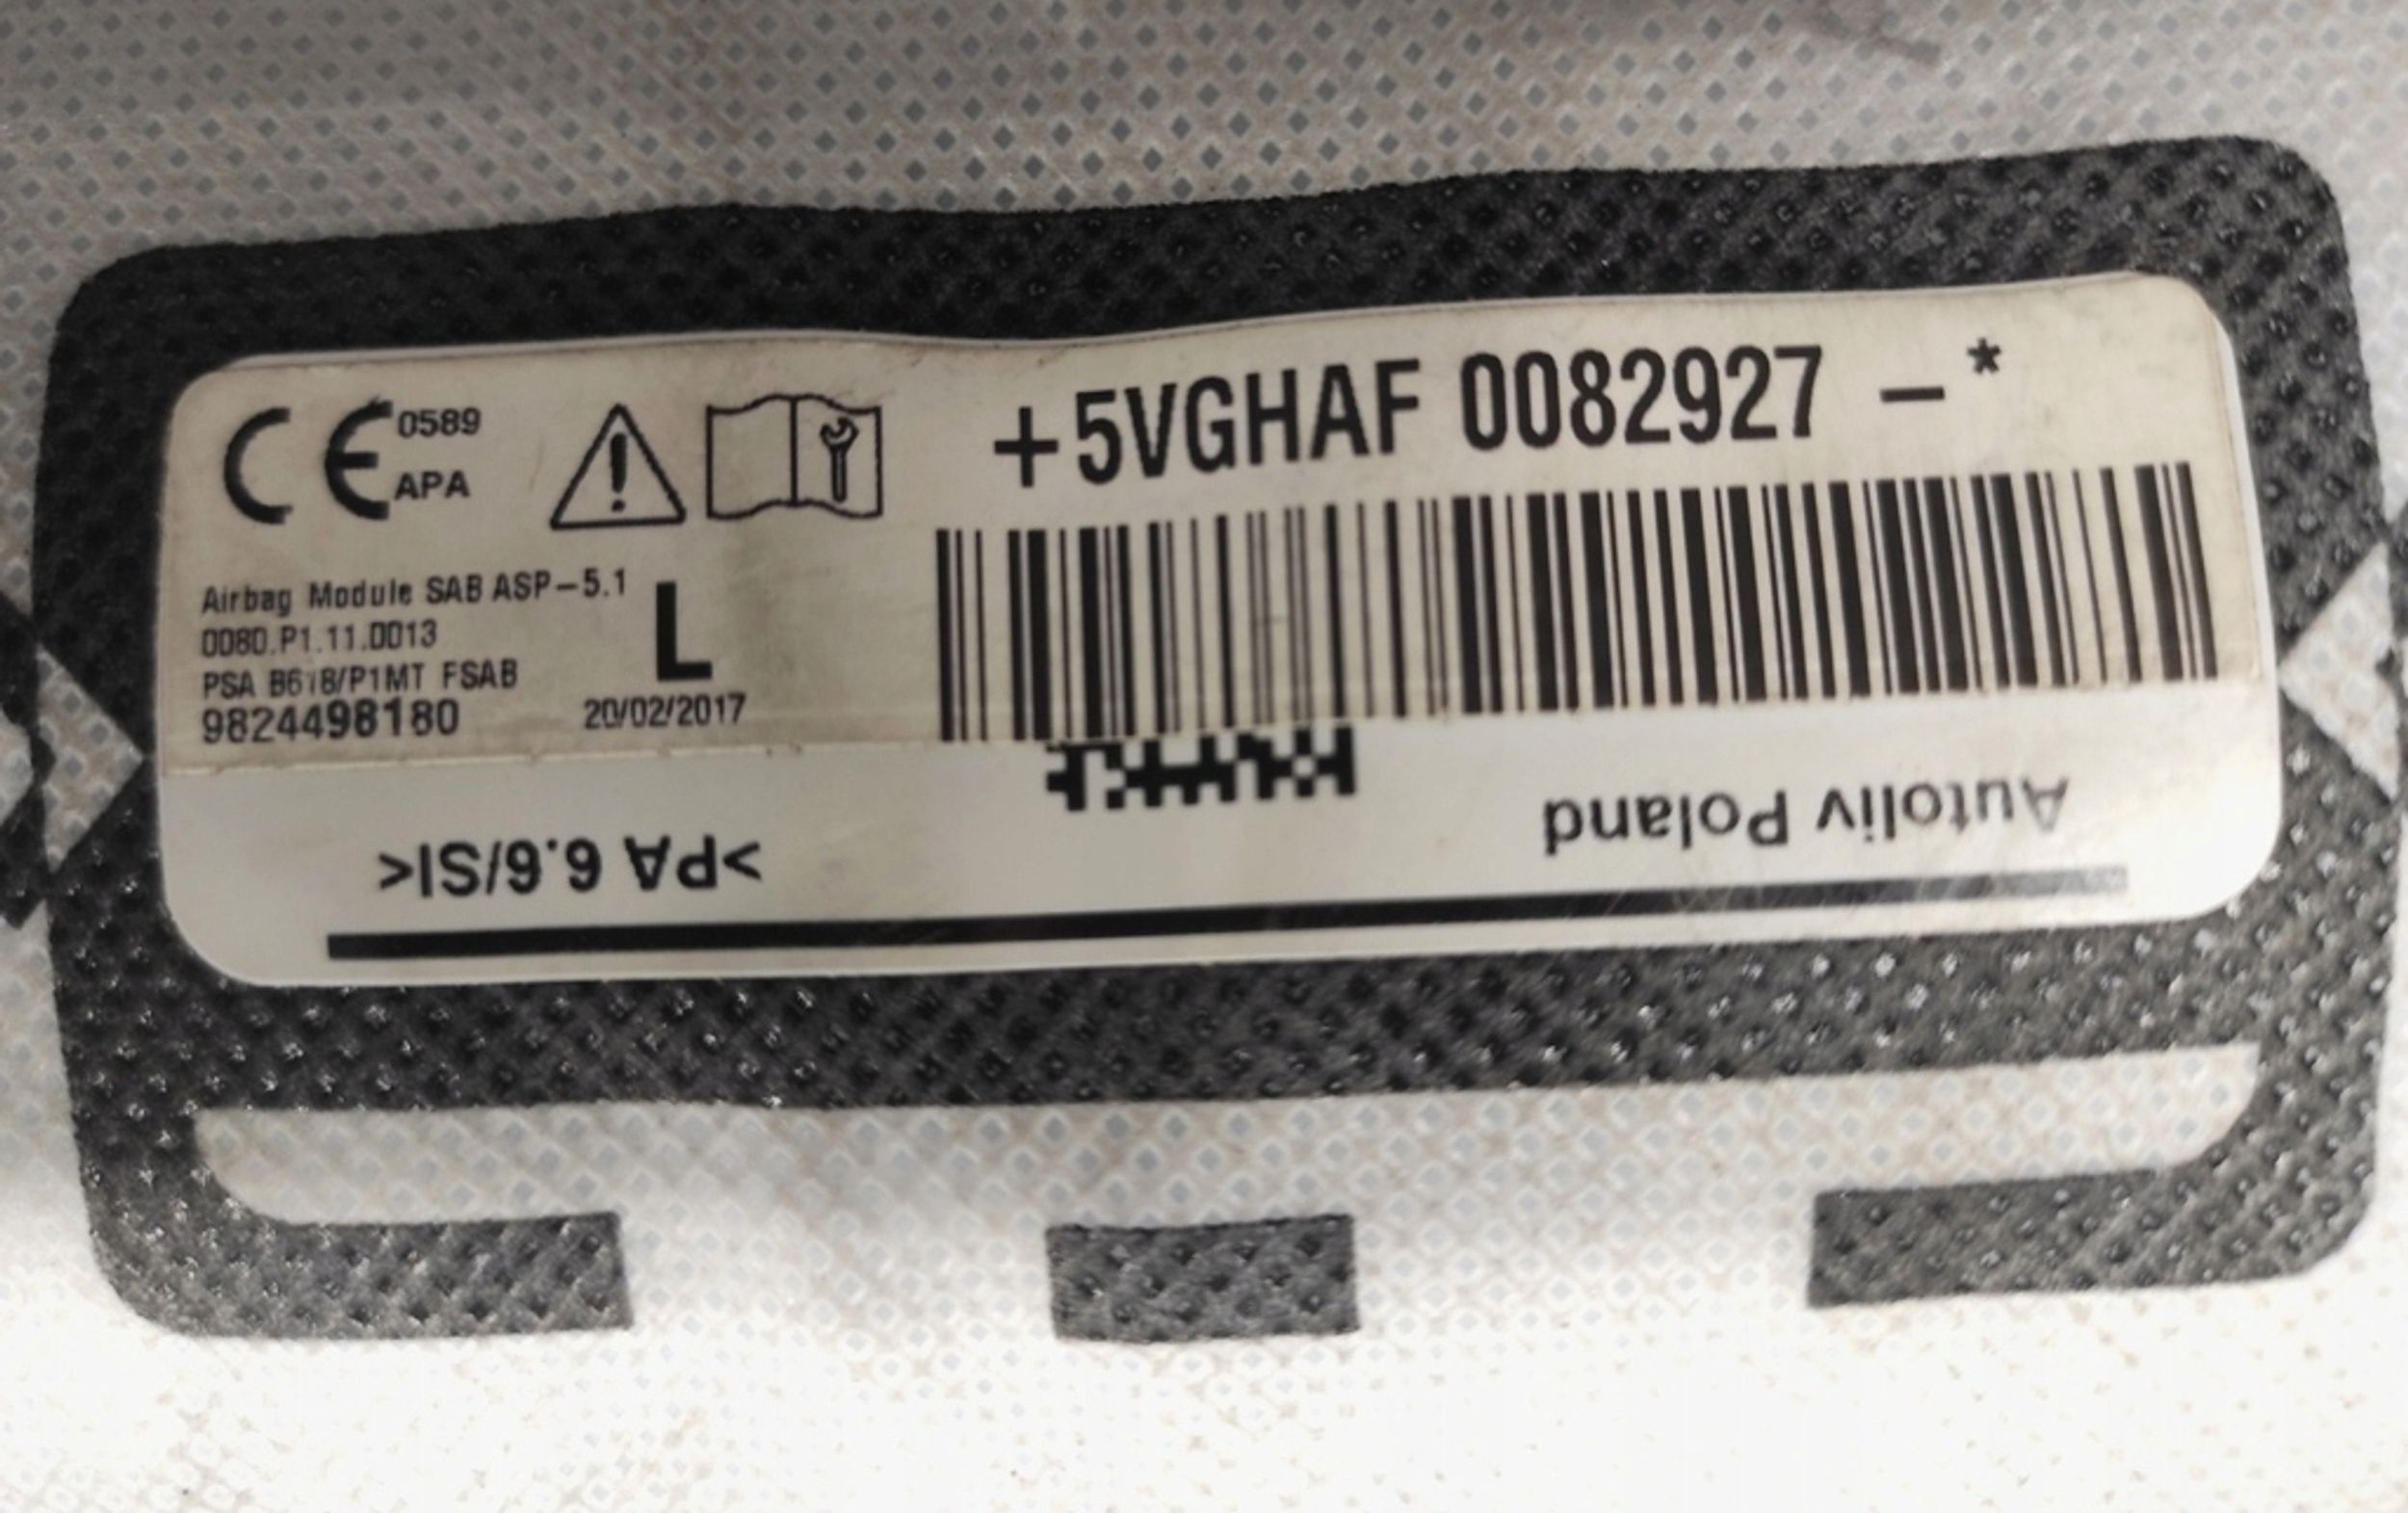 CE 0589
APA
+5VGHAF 0082927 –*
Airbag Module SAB ASP–5.1
0080.P1.11.0013
L
PSA B618/P1MT FSAB
9824498180
20/02/2017
Autoliv Poland
>PA 6.6/SI<